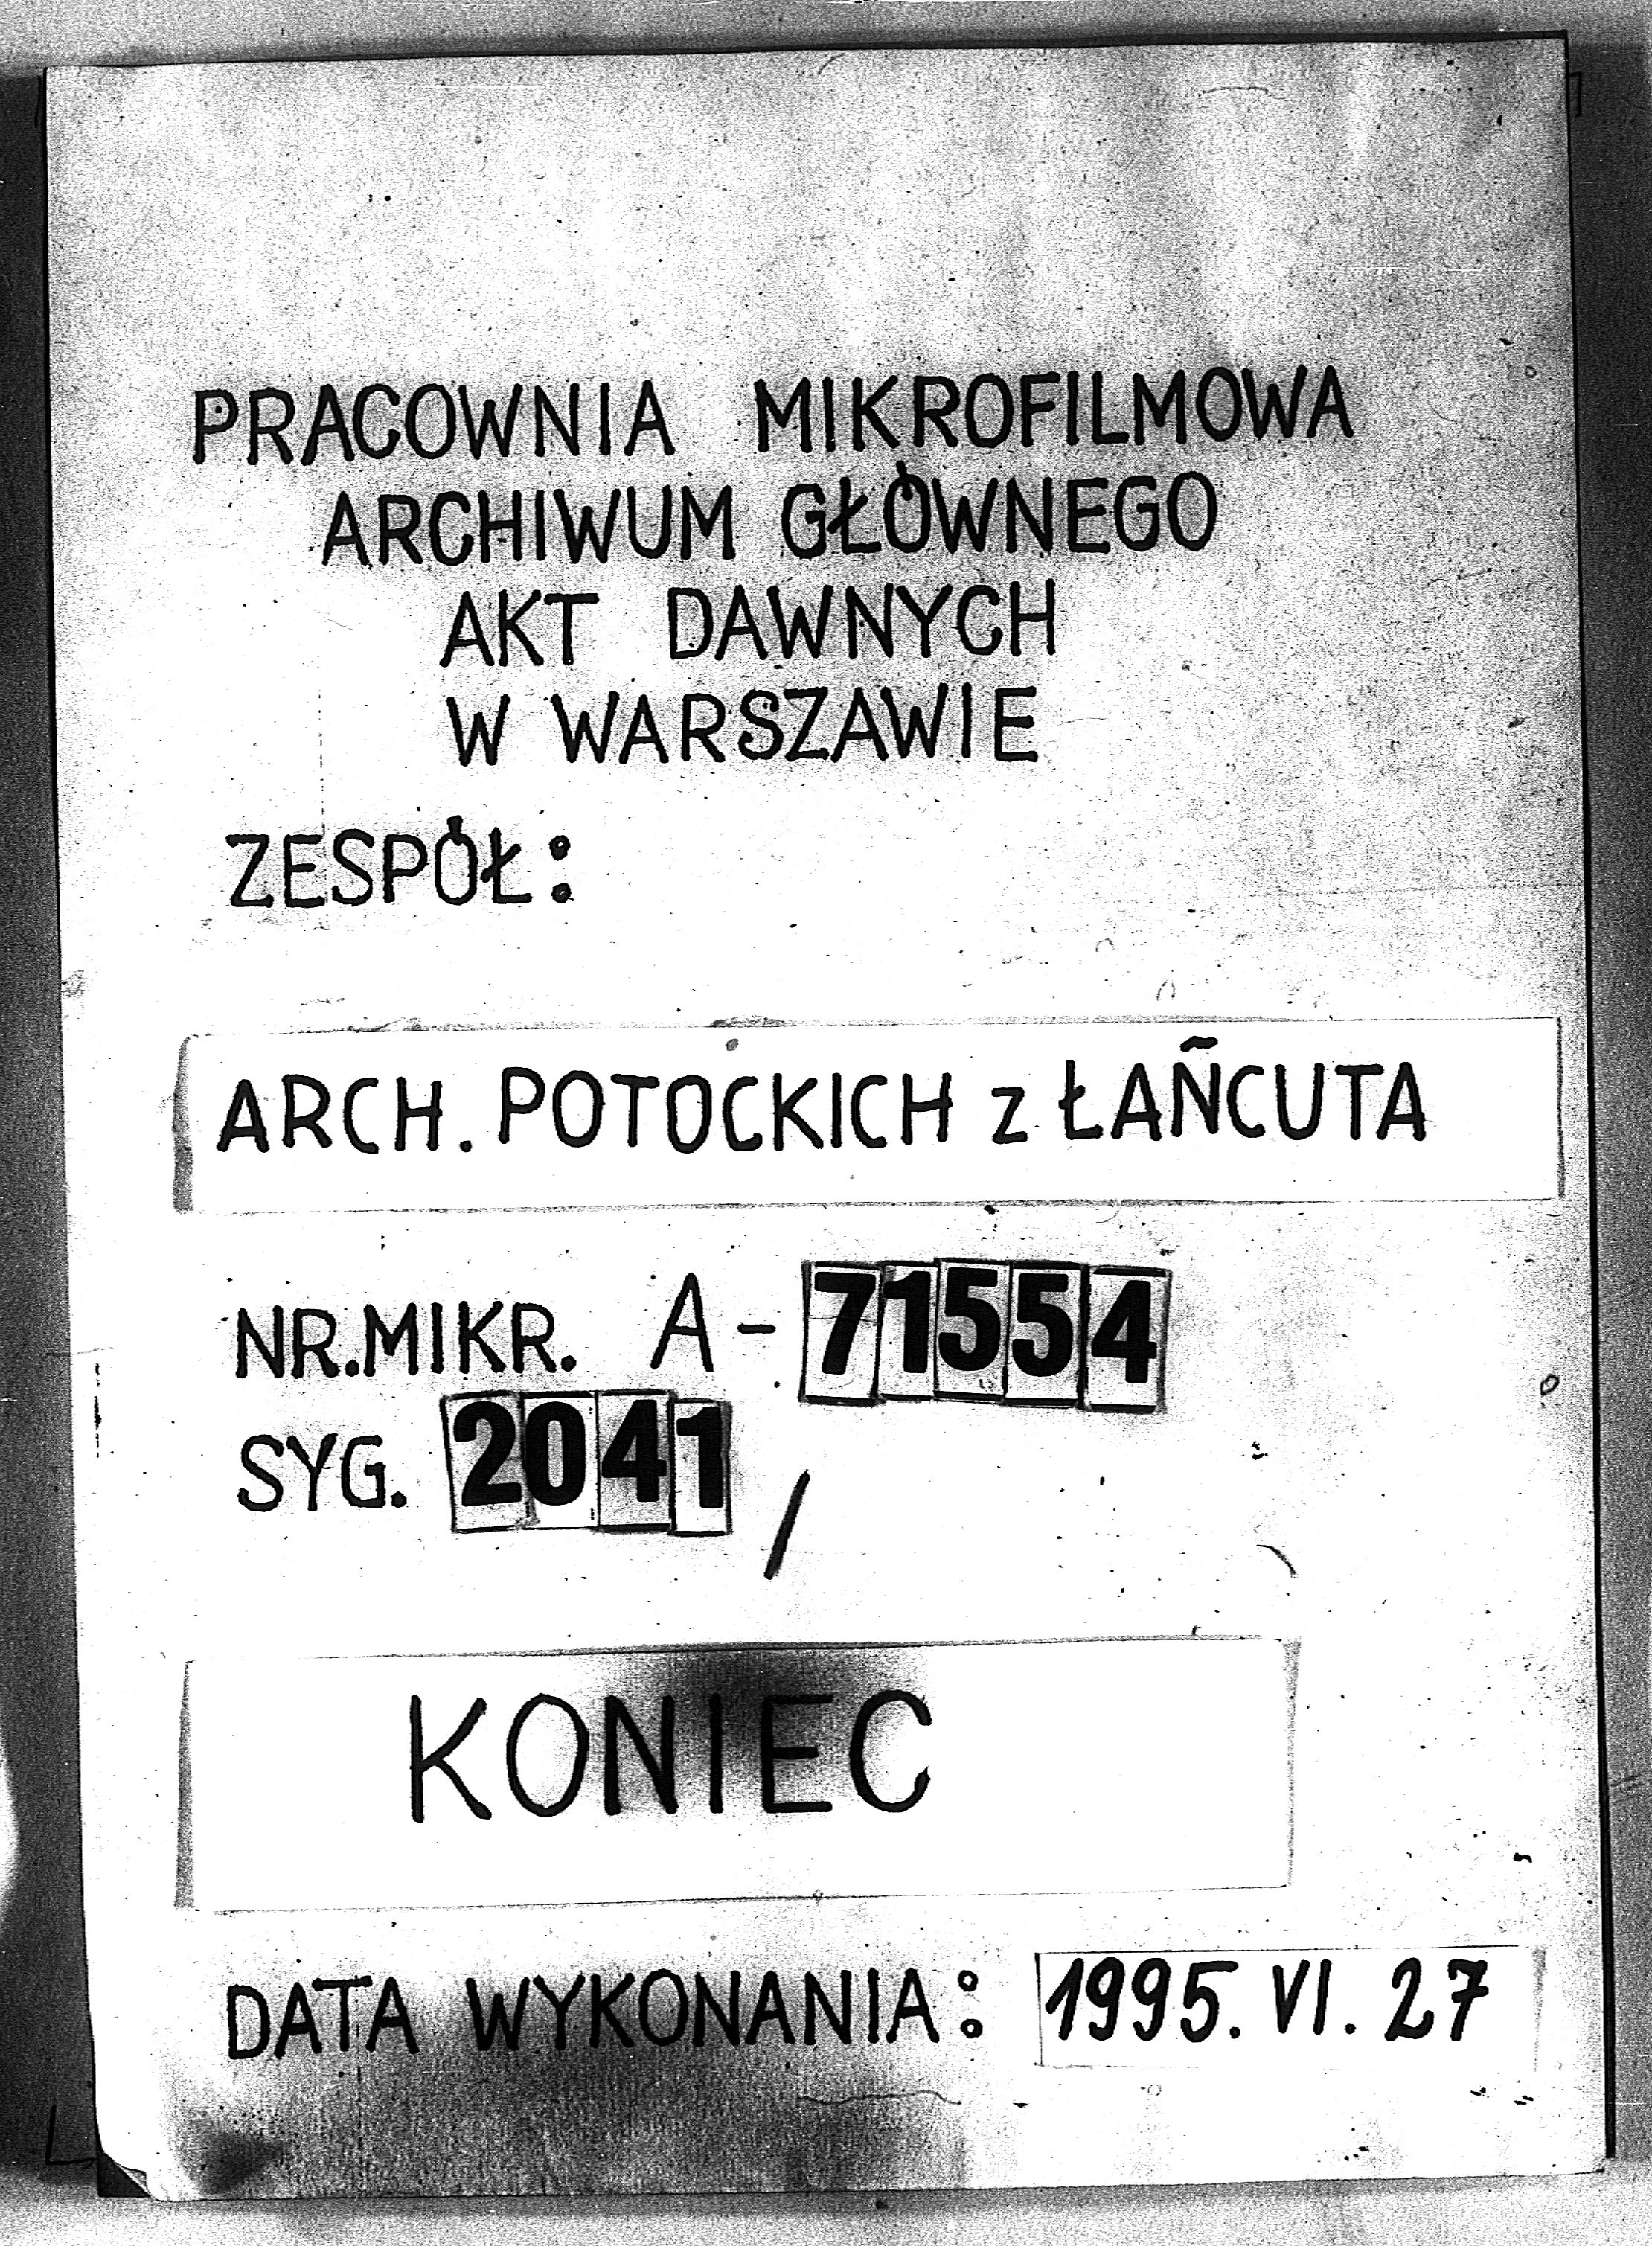 PRACOWNIA MIKROFILMOWA
ARCHIWUM GŁÓWNEGO
AKT DAWNYCH
W WARSZAWIE
ZESPÓŁ:
ARCH. POTOCKICH z ŁAŃCUTA
NR.MIKR. A-71554
SYG. 2041/
KONIEC
DATA WYKONANIA: 1995. VI. 27